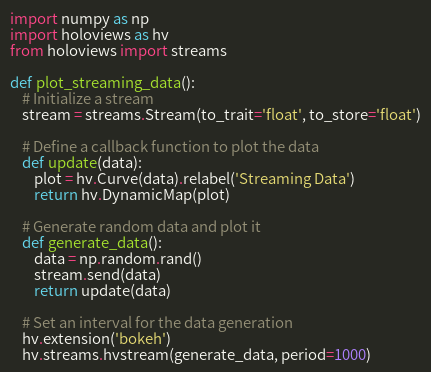 import numpy as np
import holoviews as hv
from holoviews import streams

def plot_streaming_data():
    # Initialize a stream
    stream = streams.Stream(to_trait='float', to_store='float')

    # Define a callback function to plot the data
    def update(data):
        plot = hv.Curve(data).relabel('Streaming Data')
        return hv.DynamicMap(plot)

    # Generate random data and plot it
    def generate_data():
        data = np.random.rand()
        stream.send(data)
        return update(data)

    # Set an interval for the data generation
    hv.extension('bokeh')
    hv.streams.hvstream(generate_data, period=1000)